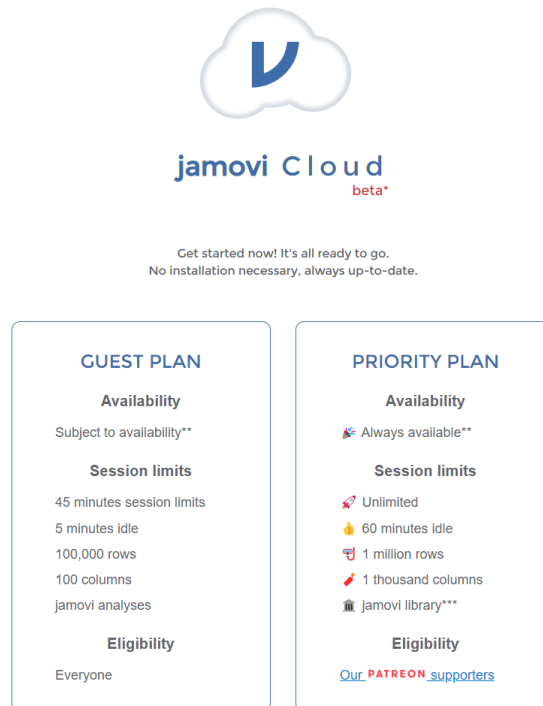 jamovi Cloud
beta*
Get started now! It's all ready to go.
No installation necessary, always up-to-date.
GUEST PLAN
Availability
Subject to availability**
Session limits
45 minutes session limits
5 minutes idle
100,000 rows
100 columns
jamovi analyses
Eligibility
Everyone
PRIORITY PLAN
Availability
🎉 Always available**
Session limits
🚀 Unlimited
👍 60 minutes idle
🤿 1 million rows
🧨 1 thousand columns
🏛 jamovi library***
Eligibility
Our PATREON supporters